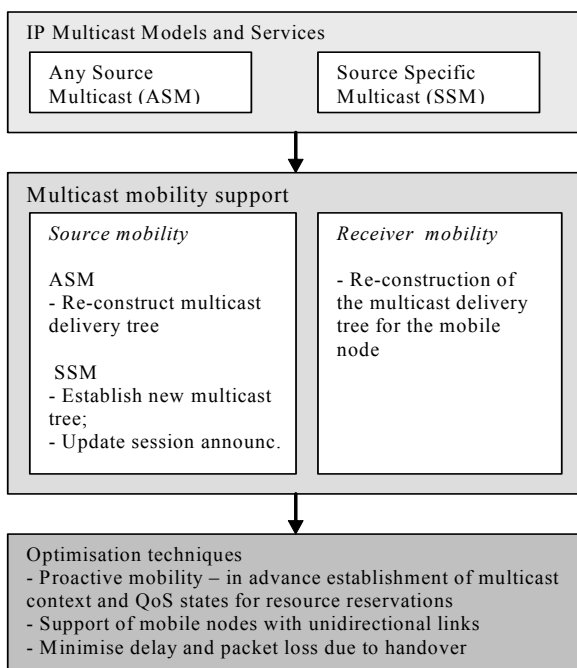 IP Multicast Models and Services
Any Source
Multicast (ASM)
Source Specific
Multicast (SSM)
Multicast mobility support
Source mobility
ASM
- Re-construct multicast
delivery tree
SSM
- Establish new multicast
tree;
- Update session announc.
Receiver mobility
- Re-construction of
the multicast delivery
tree for the mobile
node
Optimisation techniques
- Proactive mobility – in advance establishment of multicast
context and QoS states for resource reservations
- Support of mobile nodes with unidirectional links
- Minimise delay and packet loss due to handover